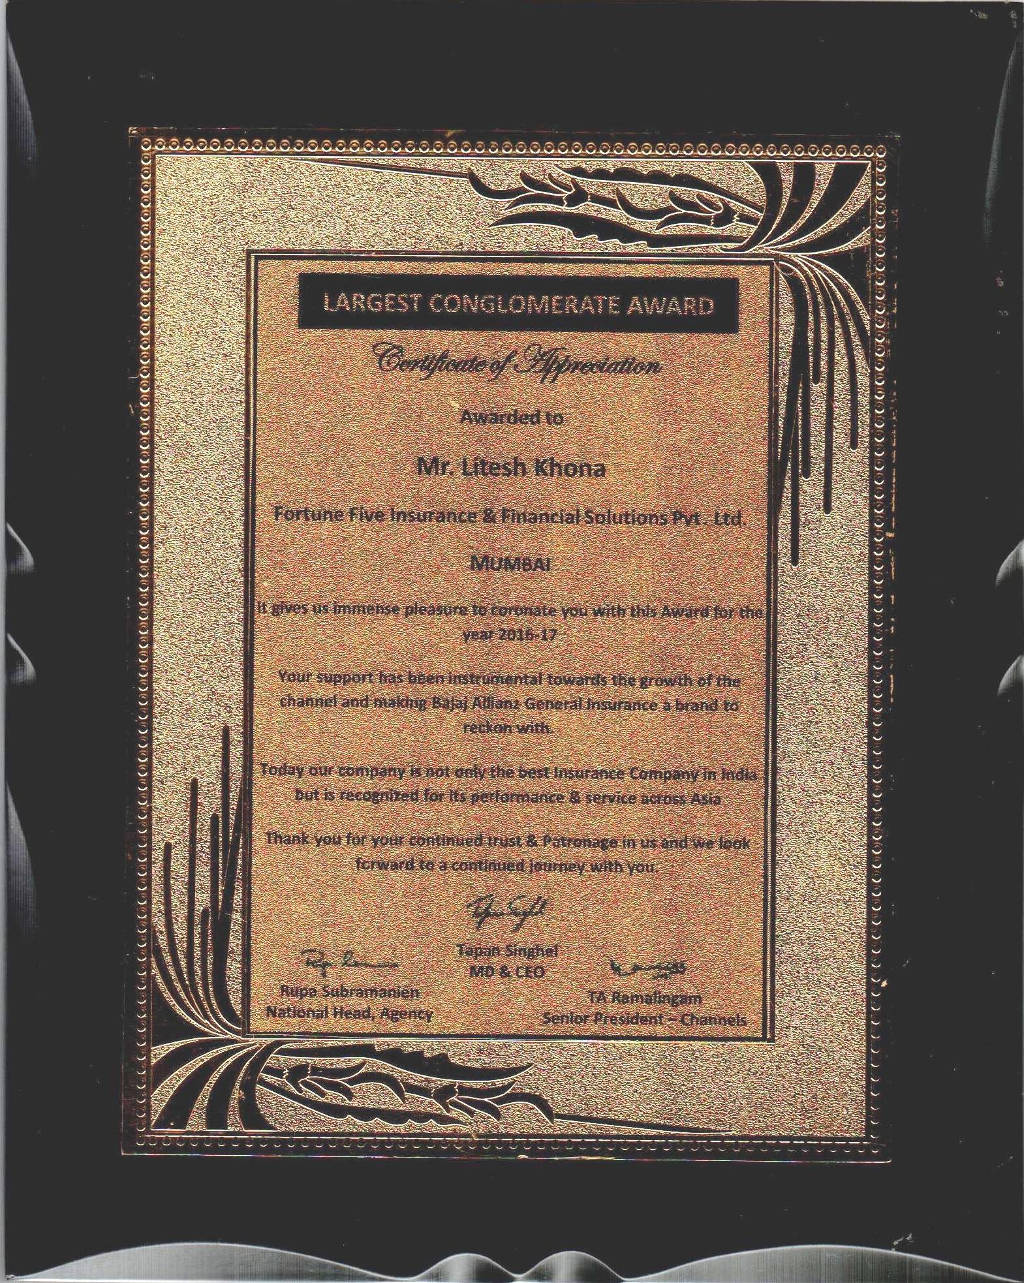 LARGEST CONGLOMERATE AWARD
Certificate of Appreciation
Awarded to
Mr. Litesh Khona
Fortune Five Insurance & Financial Solutions Pvt. Ltd.
MUMBAI
It gives us immense pleasure to coronate you with this Award for the
year 2016-17
Your support has been instrumental towards the growth of the
channel and making Bajaj Allianz General Insurance a brand to
reckon with.
Today our company is not only the best Insurance Company in India
but is recognized for its performance & service across Asia
Thank you for your continued trust & Patronage in us and we look
forward to a continued journey with you.
Tapan Singhel
MD & CEO
Rupa Subramanien
National Head, Agency
TA Ramalingam
Senior President – Channels